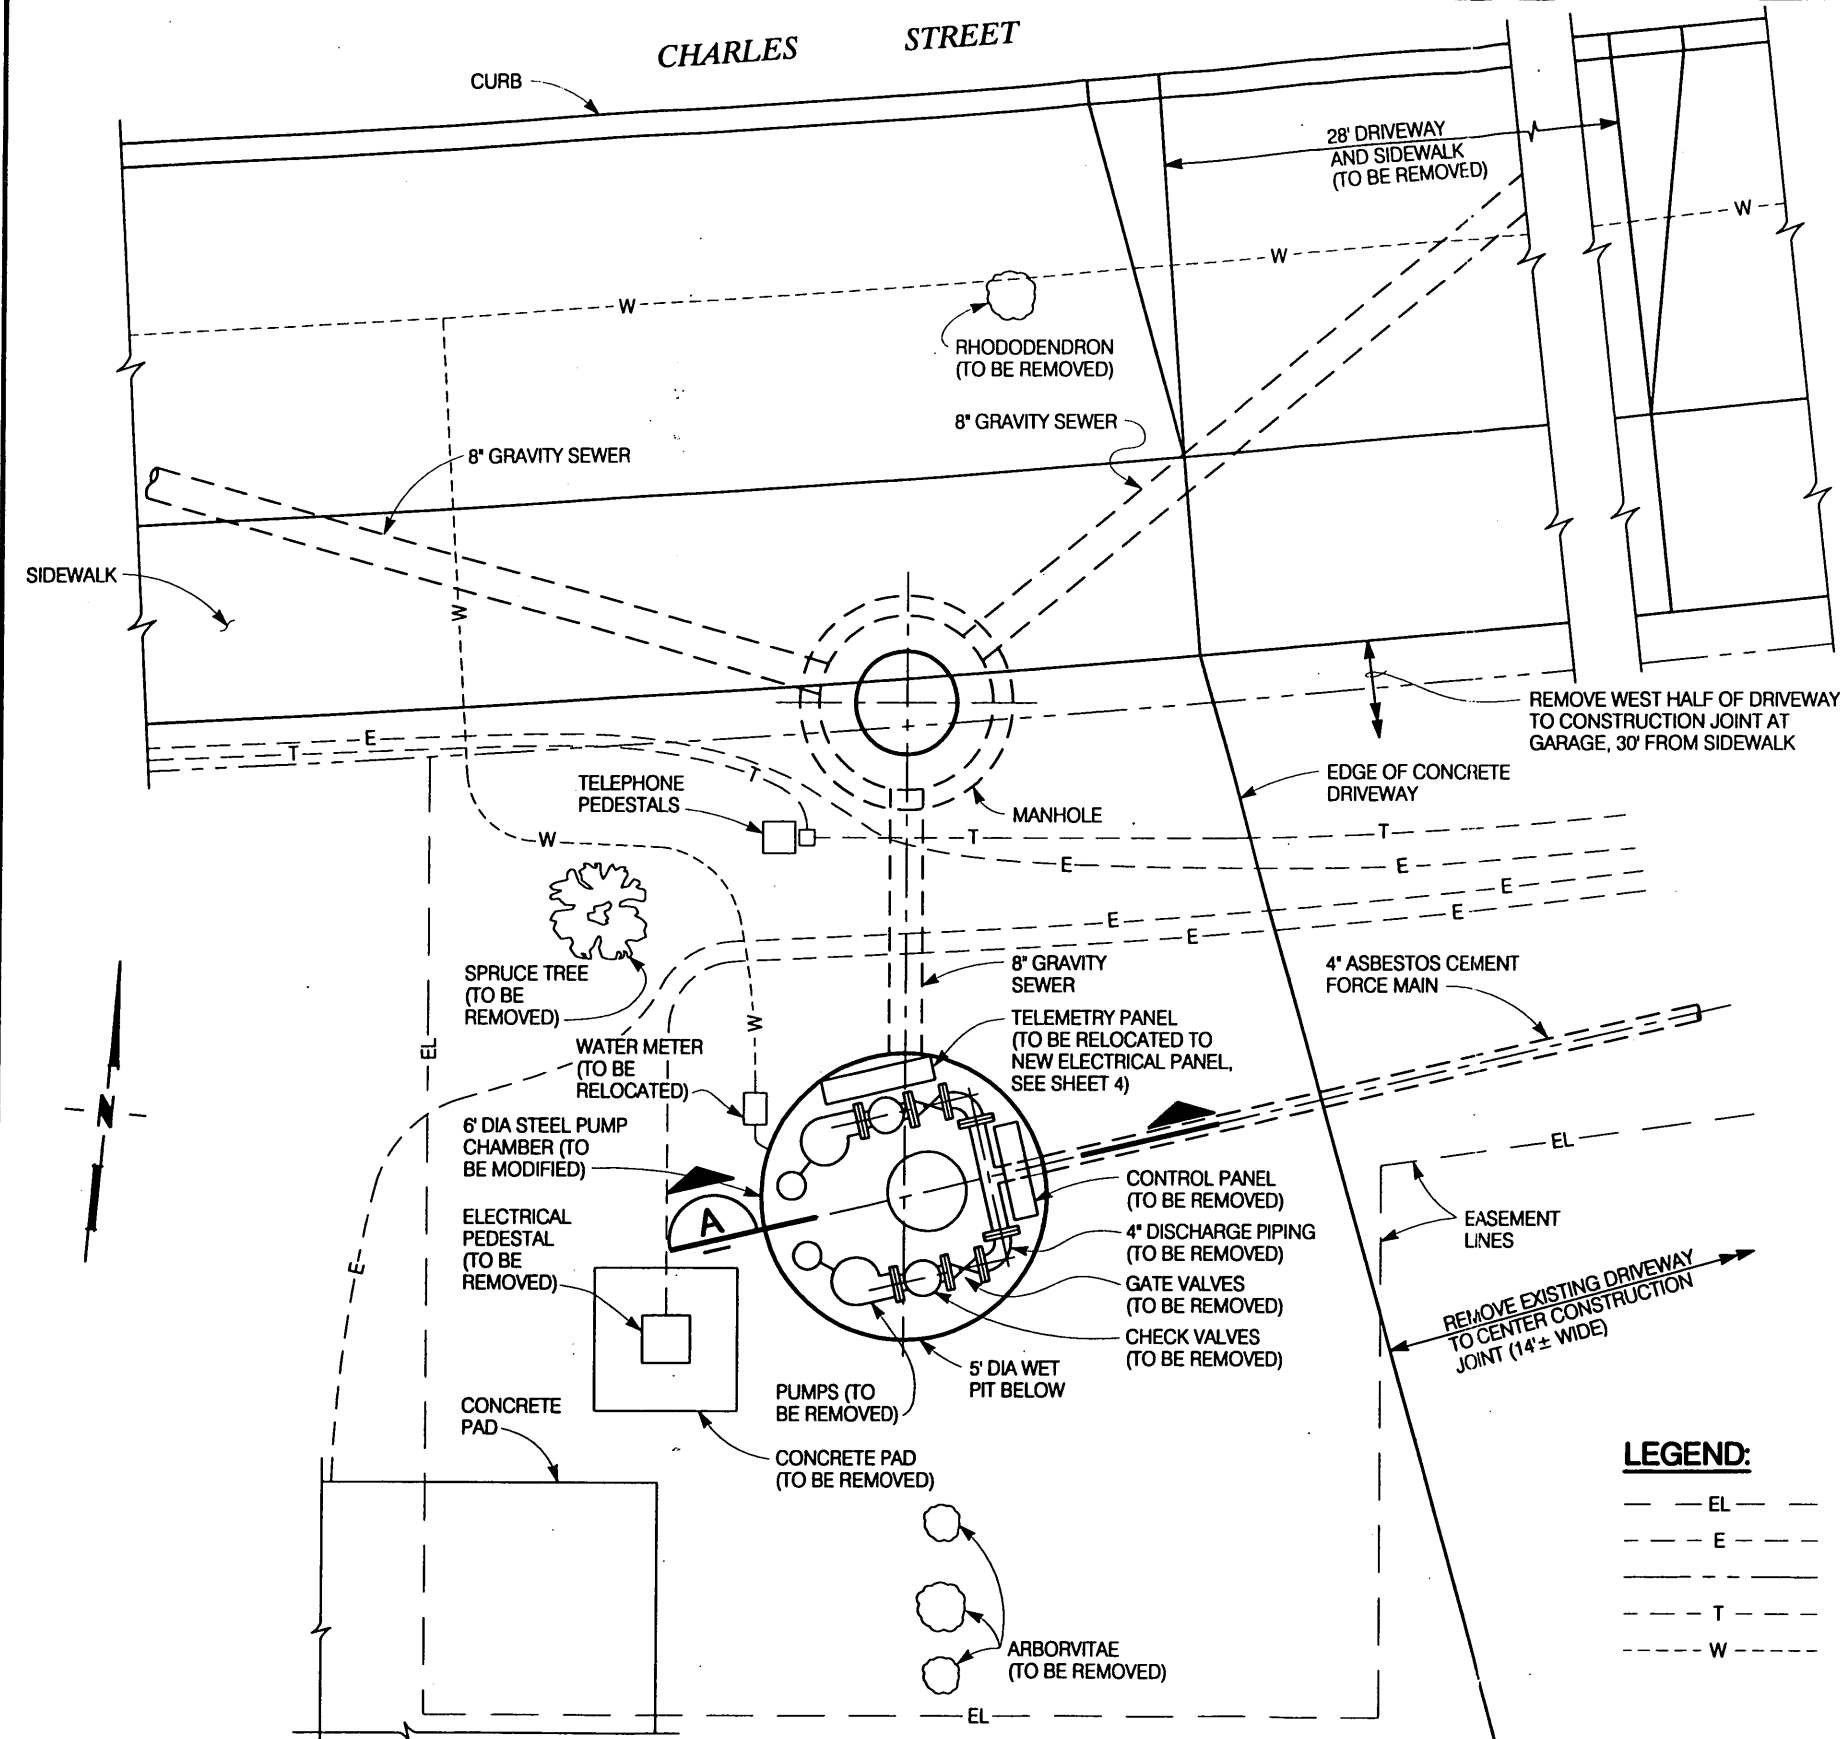 CHARLES STREET
CURB
28' DRIVEWAY
AND SIDEWALK
(TO BE REMOVED)
W
W
W
RHODODENDRON
(TO BE REMOVED)
8" GRAVITY SEWER
8" GRAVITY SEWER
SIDEWALK
W
REMOVE WEST HALF OF DRIVEWAY
TO CONSTRUCTION JOINT AT
GARAGE, 30' FROM SIDEWALK
E
T
T
TELEPHONE
PEDESTALS
EDGE OF CONCRETE
DRIVEWAY
MANHOLE
W
T
T
E
E
E
E
E
E
SPRUCE TREE
(TO BE
REMOVED)
8" GRAVITY
SEWER
4" ASBESTOS CEMENT
FORCE MAIN
W
EL
TELEMETRY PANEL
(TO BE RELOCATED TO
NEW ELECTRICAL PANEL,
SEE SHEET 4)
WATER METER
(TO BE
RELOCATED)
N
6' DIA STEEL PUMP
CHAMBER (TO
BE MODIFIED)
EL
CONTROL PANEL
(TO BE REMOVED)
A
ELECTRICAL
PEDESTAL
(TO BE
REMOVED)
4" DISCHARGE PIPING
(TO BE REMOVED)
EASEMENT
LINES
E
GATE VALVES
(TO BE REMOVED)
REMOVE EXISTING DRIVEWAY
TO CENTER CONSTRUCTION
JOINT (14'± WIDE)
CHECK VALVES
(TO BE REMOVED)
5' DIA WET
PIT BELOW
PUMPS (TO
BE REMOVED)
CONCRETE
PAD
CONCRETE PAD
(TO BE REMOVED)
LEGEND:
EL
E
T
W
ARBORVITAE
(TO BE REMOVED)
EL